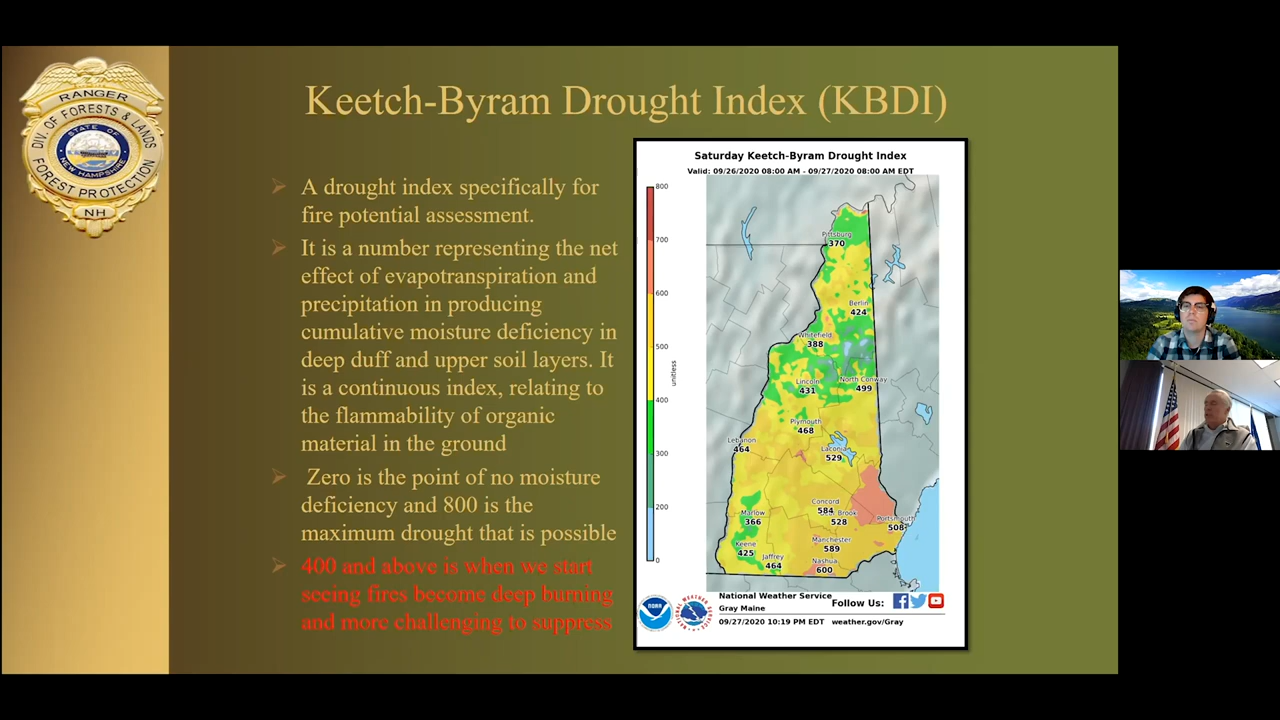 RANGER
DIV. OF FORESTS & LANDS
STATE OF
NEW HAMPSHIRE
FOREST PROTECTION
NH
Keetch-Byram Drought Index (KBDI)
A drought index specifically for
fire potential assessment.
It is a number representing the net
effect of evapotranspiration and
precipitation in producing
cumulative moisture deficiency in
deep duff and upper soil layers. It
is a continuous index, relating to
the flammability of organic
material in the ground
Zero is the point of no moisture
deficiency and 800 is the
maximum drought that is possible
400 and above is when we start
seeing fires become deep burning
and more challenging to suppress
Saturday Keetch-Byram Drought Index
Valid: 09/26/2020 08:00 AM - 09/27/2020 08:00 AM EDT
800
700
600
500
400
300
200
0
unitless
Pittsburg
370
Berlin
424
Whitefield
388
Lincoln
431
North Conway
499
Plymouth
468
Lebanon
464
Laconia
529
Concord
584
Brook
528
Marlow
366
Portsmouth
508
Keene
425
Manchester
589
Jaffrey
464
Nashua
600
NOAA
NATIONAL WEATHER SERVICE
National Weather Service
Gray Maine
Follow Us:
09/27/2020 10:19 PM EDT weather.gov/Gray